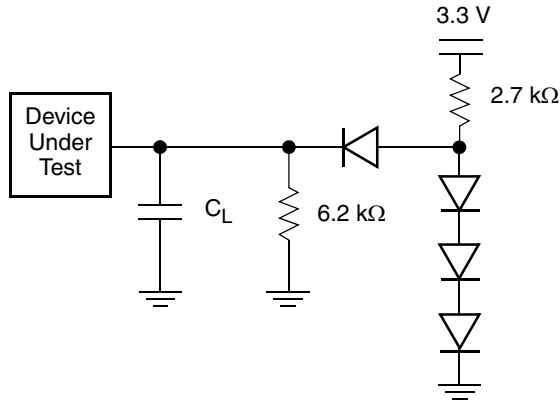 3.3 V
2.7 kΩ
Device
Under
Test
C_L
6.2 kΩ